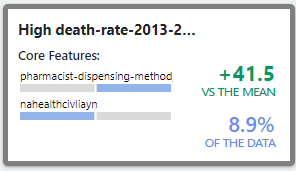 High death-rate-2013-2...
Core Features:
pharmacist-dispensing-method
nahealthcivliayn
+41.5
VS THE MEAN
8.9%
OF THE DATA